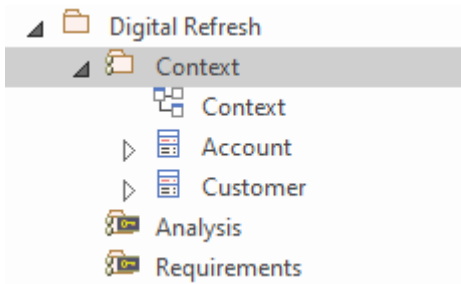 Digital Refresh
Context
Context
Account
Customer
Analysis
Requirements